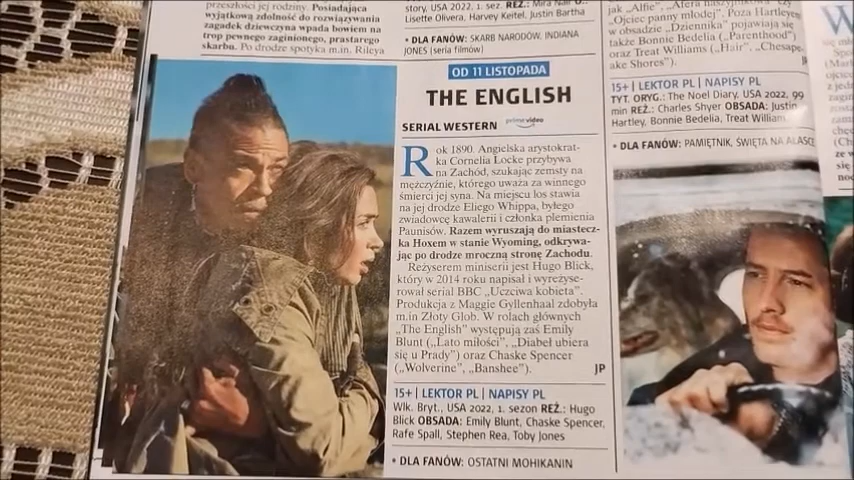 przeszłości jej rodziny. Posiadająca
wyjątkową zdolność do rozwiązywania
zagadek dziewczyna wpada bowiem na
trop pewnego zaginionego, prastarego
skarbu. Po drodze spotyka m.in. Rileya
story, USA 2022, 1 sez. REŻ.:
Lisette Olivera, Harvey Keitel, Justin Bartha
• DLA FANÓW: SKARB NARODÓW, INDIANA
JONES (seria filmów)
OD 11 LISTOPADA
THE ENGLISH
SERIAL WESTERN prime video
Rok 1890. Angielska arystokrat-
ka Cornelia Locke przybywa
na Zachód, szukając zemsty na
mężczyźnie, którego uważa za winnego
śmierci jej syna. Na miejscu los stawia
na jej drodze Eliego Whippa, byłego
zwiadowcę kawalerii i członka plemienia
Paunisów. Razem wyruszają do miastecz-
ka Hoxem w stanie Wyoming, odkrywa-
jąc po drodze mroczną stronę Zachodu.
Reżyserem miniserii jest Hugo Blick,
który w 2014 roku napisał i wyreżyse-
rował serial BBC „Uczciwa kobieta”.
Produkcja z Maggie Gyllenhaal zdobyła
m.in Złoty Glob. W rolach głównych
„The English” występują zaś Emily
Blunt („Lato miłości”, „Diabeł ubiera
się u Prady”) oraz Chaske Spencer
(„Wolverine”, „Banshee”). JP
15+ | LEKTOR PL | NAPISY PL
Wlk. Bryt., USA 2022, 1. sezon REŻ.: Hugo
Blick OBSADA: Emily Blunt, Chaske Spencer,
Rafe Spall, Stephen Rea, Toby Jones
• DLA FANÓW: OSTATNI MOHIKANIN
jak „Alfie”, „Afera
„Ojciec panny młodej”. Poza Hartleyem
w obsadzie „Dziennika” pojawiają się
także Bonnie Bedelia („Parenthood”)
oraz Treat Williams („Hair”, „Chesape-
ake Shores”).
15+ | LEKTOR PL | NAPISY PL
TYT. ORYG.: The Noel Diary, USA 2022, 99
min REŻ.: Charles Shyer OBSADA: Justin
Hartley, Bonnie Bedelia, Treat William
• DLA FANÓW: PAMIĘTNIK, ŚWIĘTA NA ALASCE